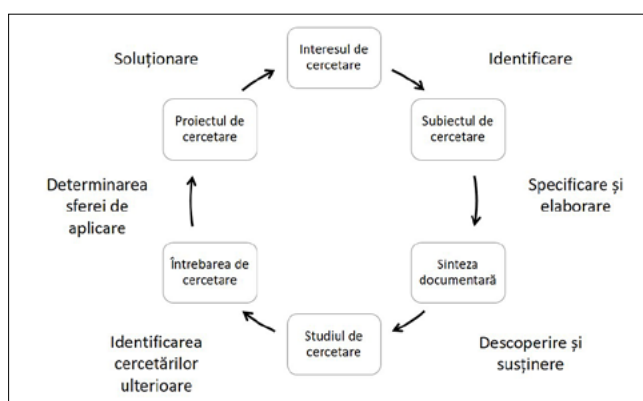 Soluționare
Interesul de
cercetare
Identificare
Proiectul de
cercetare
Subiectul de
cercetare
Determinarea
sferei de
aplicare
Specificare și
elaborare
Întrebarea de
cercetare
Sinteza
documentară
Identificarea
cercetărilor
ulterioare
Studiul de
cercetare
Descoperire și
susținere